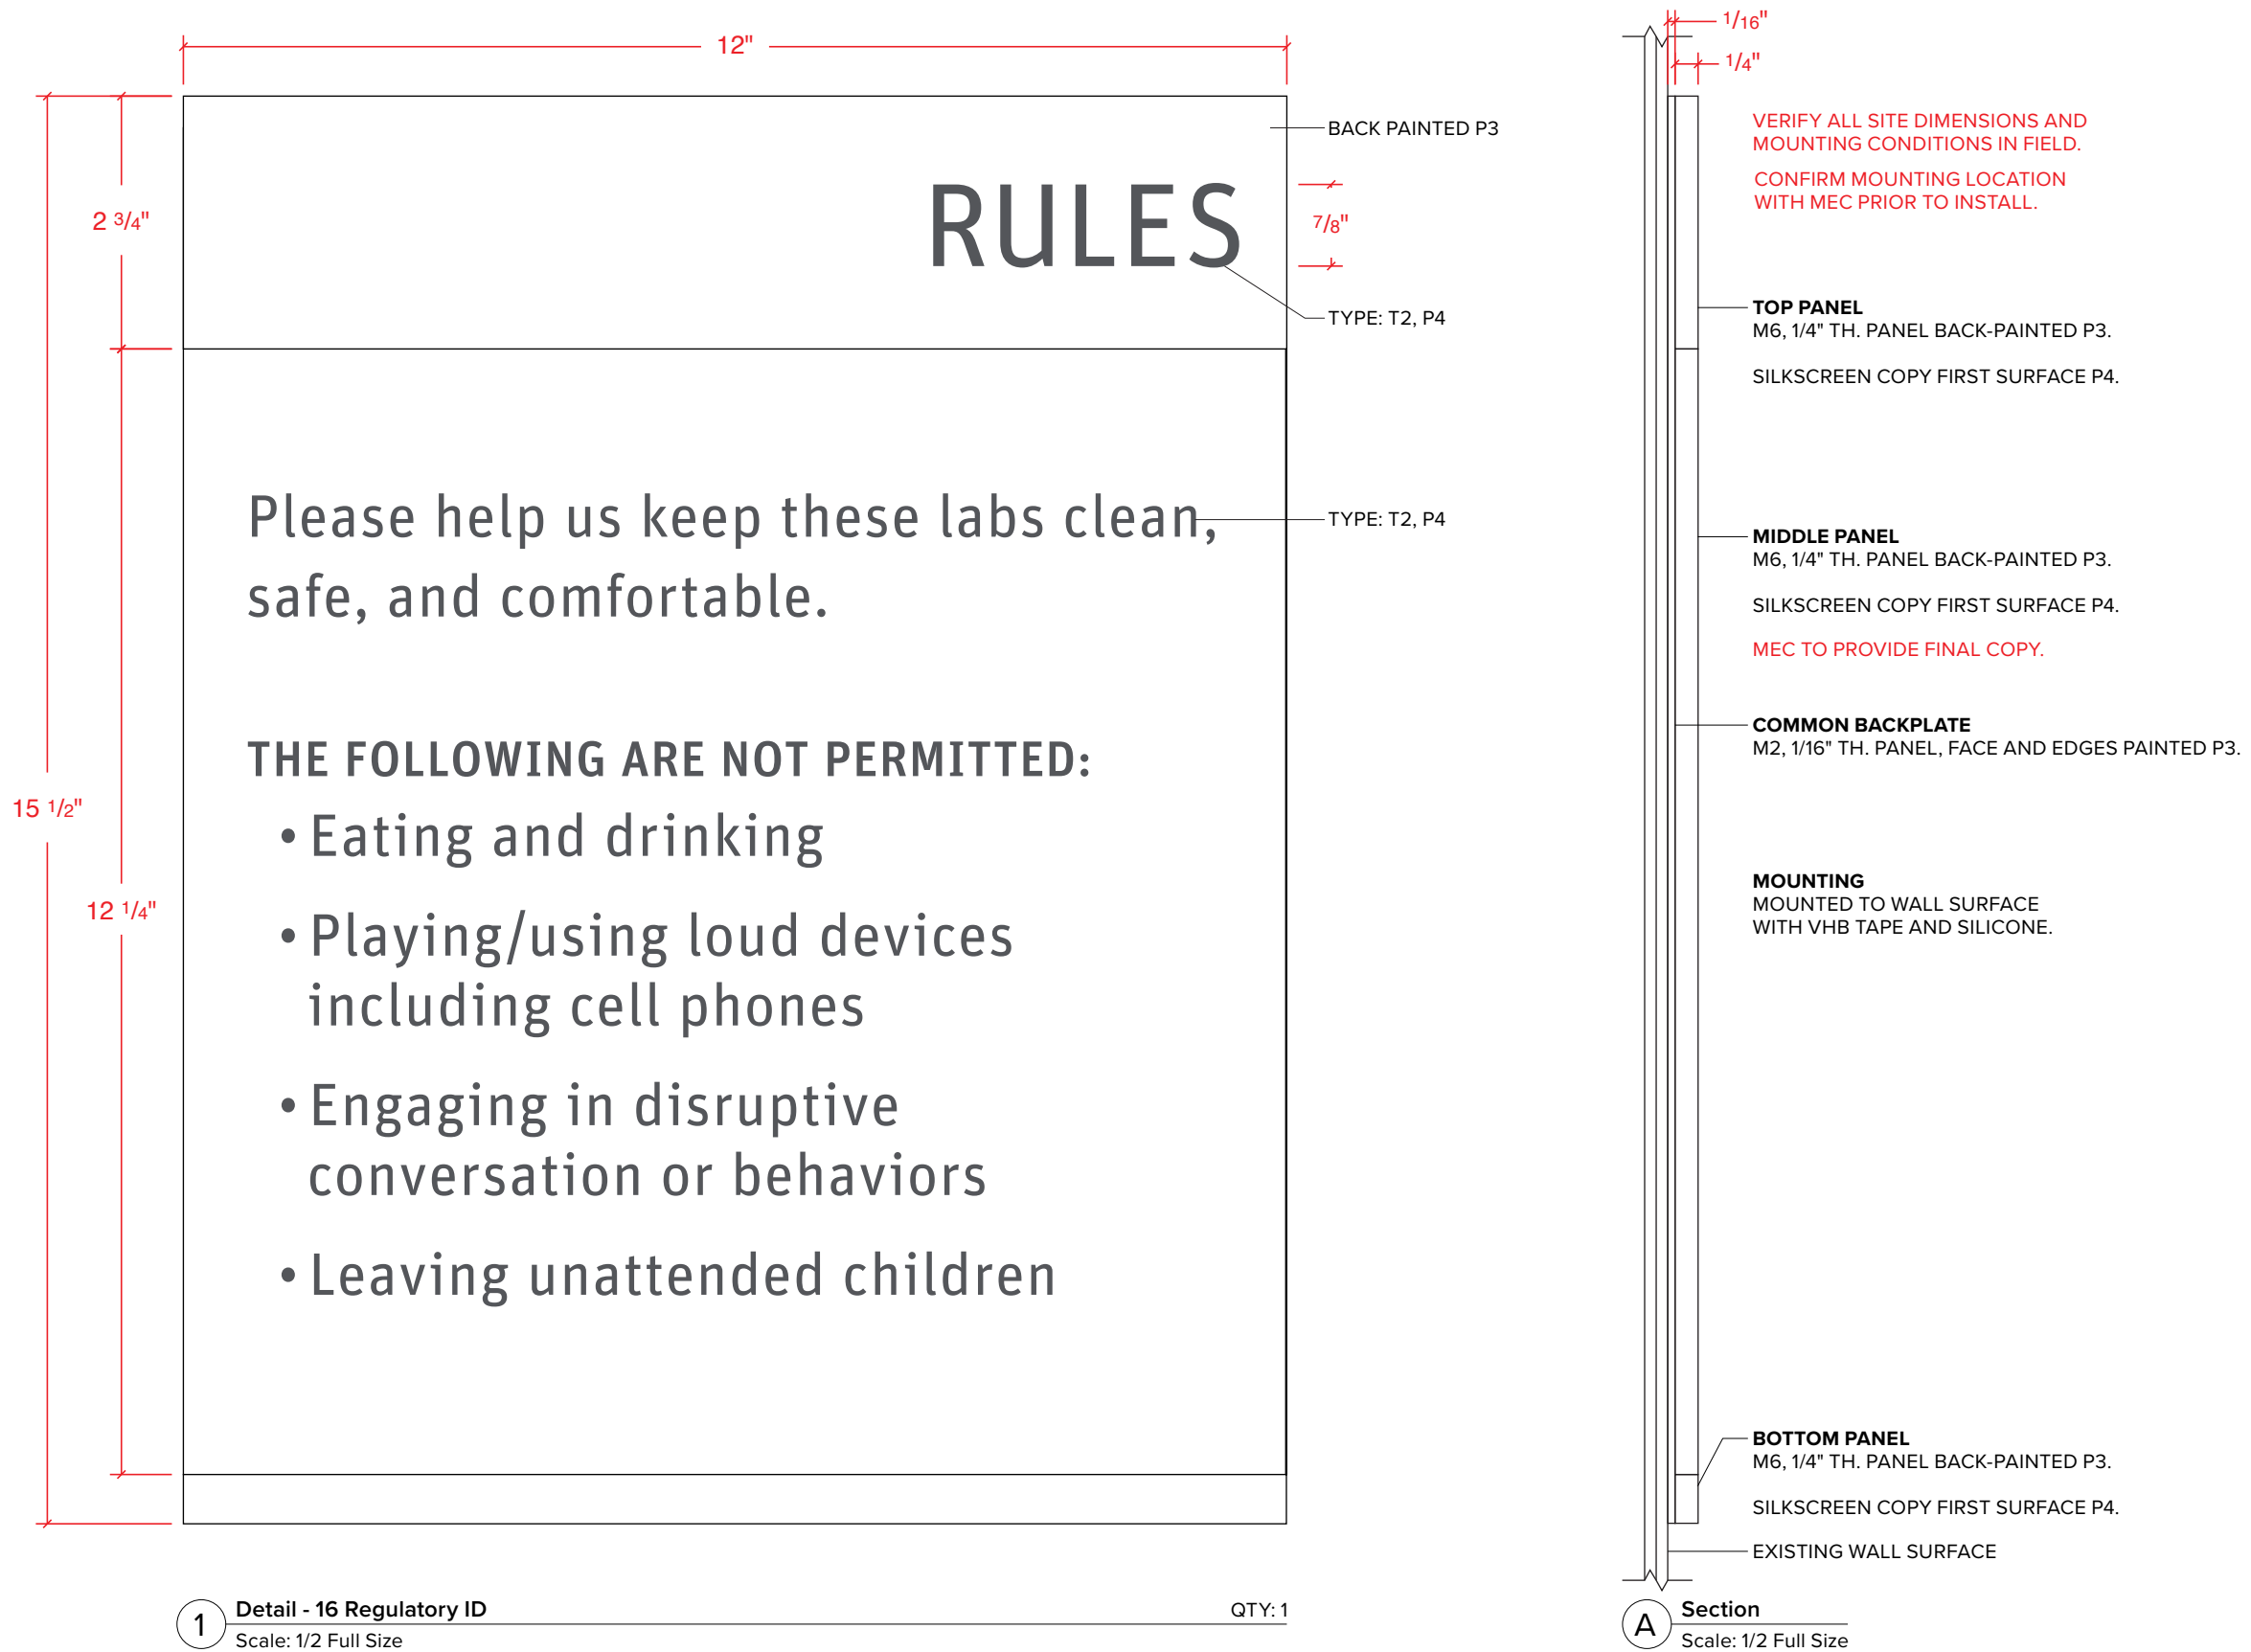 12"
1/16"
1/4"
BACK PAINTED P3
VERIFY ALL SITE DIMENSIONS AND
MOUNTING CONDITIONS IN FIELD.
CONFIRM MOUNTING LOCATION
WITH MEC PRIOR TO INSTALL.
2 3/4"
RULES
7/8"
TYPE: T2, P4
TOP PANEL
M6, 1/4" TH. PANEL BACK-PAINTED P3.
SILKSCREEN COPY FIRST SURFACE P4.
Please help us keep these labs clean,
safe, and comfortable.
TYPE: T2, P4
MIDDLE PANEL
M6, 1/4" TH. PANEL BACK-PAINTED P3.
SILKSCREEN COPY FIRST SURFACE P4.
MEC TO PROVIDE FINAL COPY.
COMMON BACKPLATE
M2, 1/16" TH. PANEL, FACE AND EDGES PAINTED P3.
THE FOLLOWING ARE NOT PERMITTED:
• Eating and drinking
• Playing/using loud devices
including cell phones
• Engaging in disruptive
conversation or behaviors
• Leaving unattended children
15 1/2"
12 1/4"
MOUNTING
MOUNTED TO WALL SURFACE
WITH VHB TAPE AND SILICONE.
BOTTOM PANEL
M6, 1/4" TH. PANEL BACK-PAINTED P3.
SILKSCREEN COPY FIRST SURFACE P4.
EXISTING WALL SURFACE
1
Detail - 16 Regulatory ID
QTY: 1
Scale: 1/2 Full Size
A
Section
Scale: 1/2 Full Size